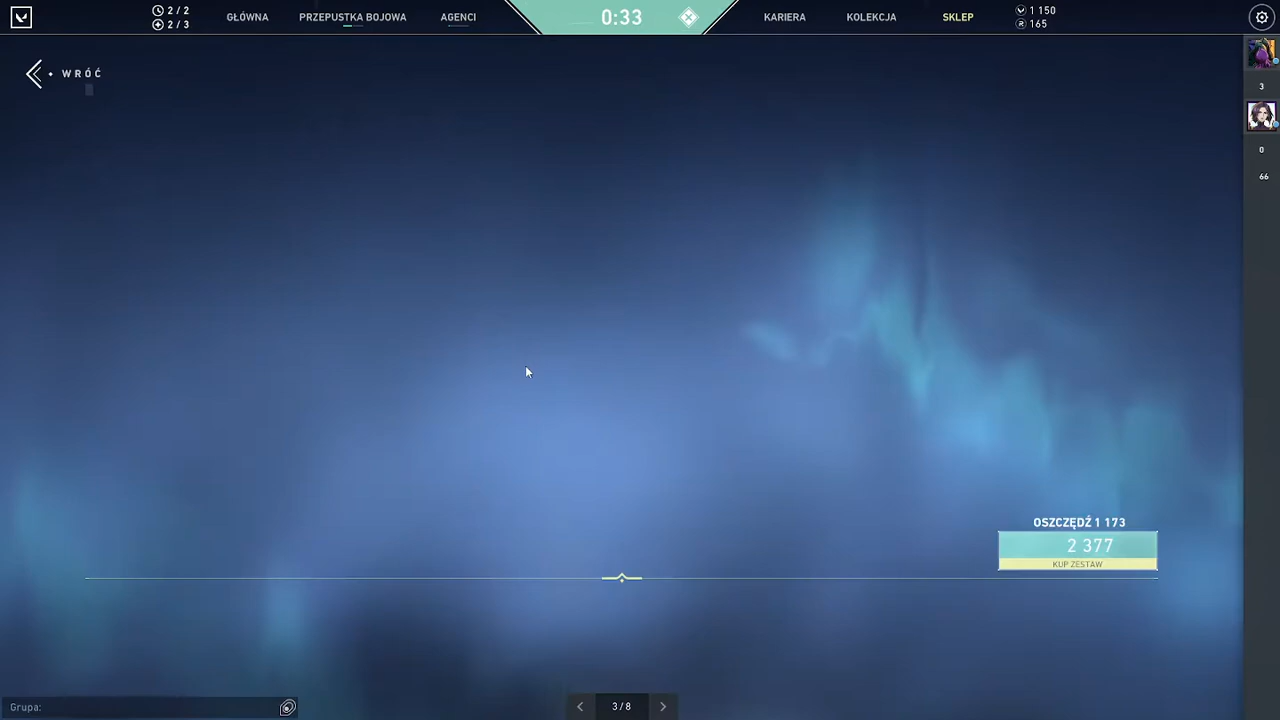 2 / 2
2 / 3
GŁÓWNA
PRZEPUSTKA BOJOWA
AGENCI
0:33
KARIERA
KOLEKCJA
SKLEP
1 150
165
WRÓĆ
3
0
66
OSZCZĘDŹ 1 173
2 377
KUP ZESTAW
Grupa:
3 / 8